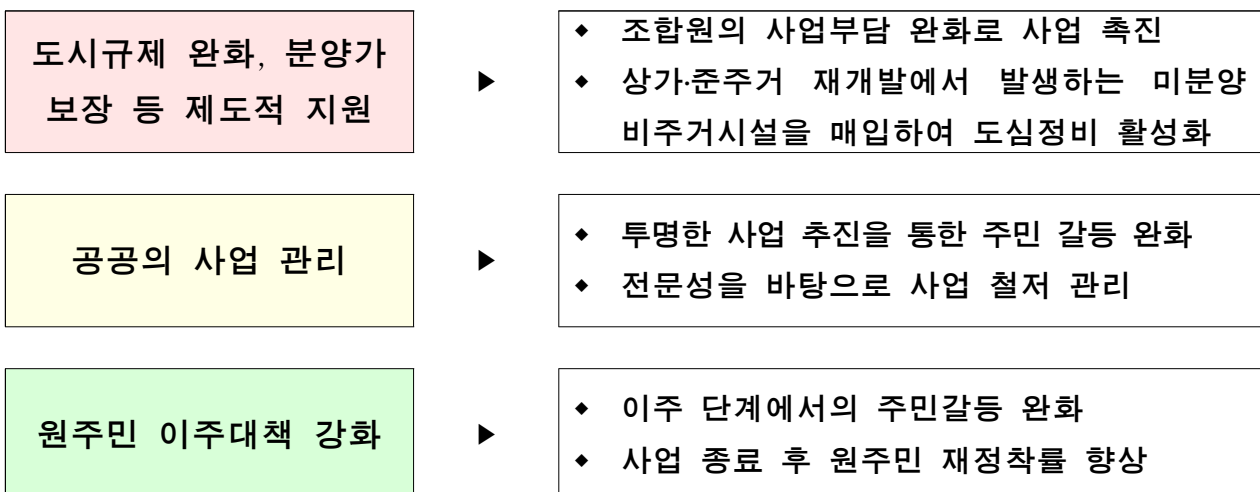 도시규제 완화, 분양가
보장 등 제도적 지원
▶
◆ 조합원의 사업부담 완화로 사업 촉진
◆ 상가·준주거 재개발에서 발생하는 미분양
비주거시설을 매입하여 도심정비 활성화
공공의 사업 관리
▶
◆ 투명한 사업 추진을 통한 주민 갈등 완화
◆ 전문성을 바탕으로 사업 철저 관리
원주민 이주대책 강화
▶
◆ 이주 단계에서의 주민갈등 완화
◆ 사업 종료 후 원주민 재정착률 향상